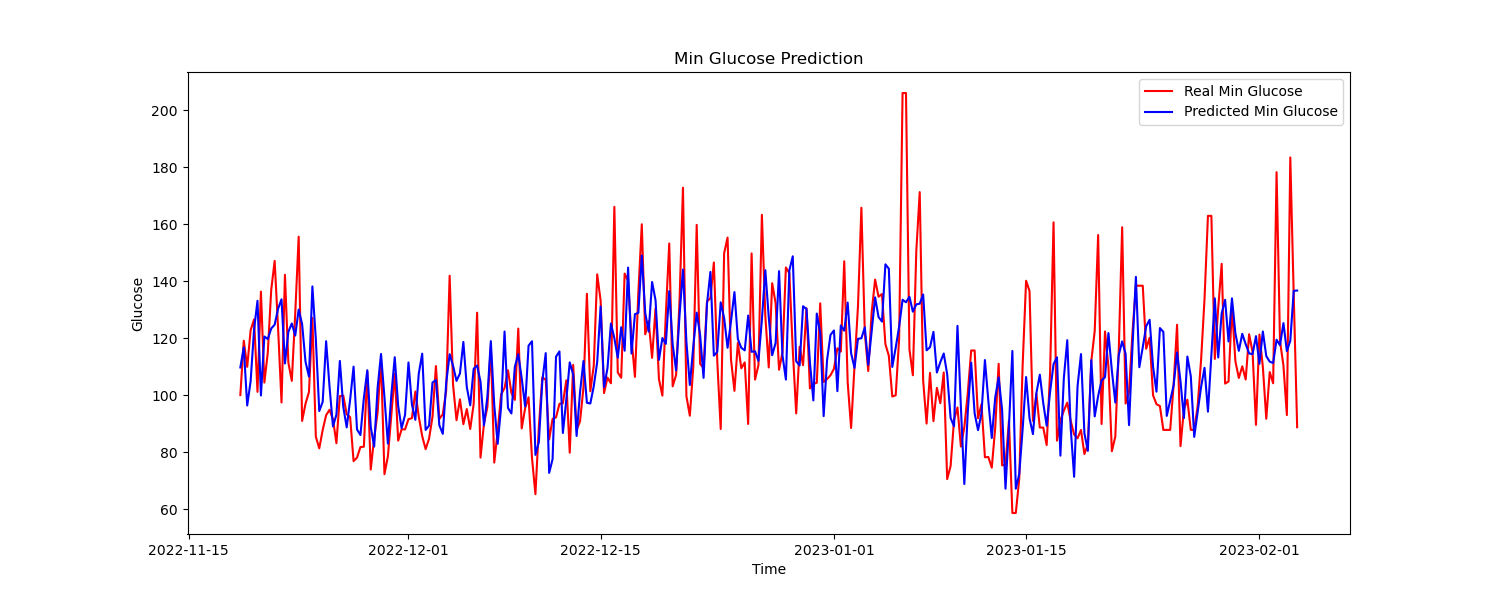 Min Glucose Prediction
Real Min Glucose
Predicted Min Glucose
Glucose
200
180
160
140
120
100
80
60
2022-11-15
2022-12-01
2022-12-15
2023-01-01
2023-01-15
2023-02-01
Time